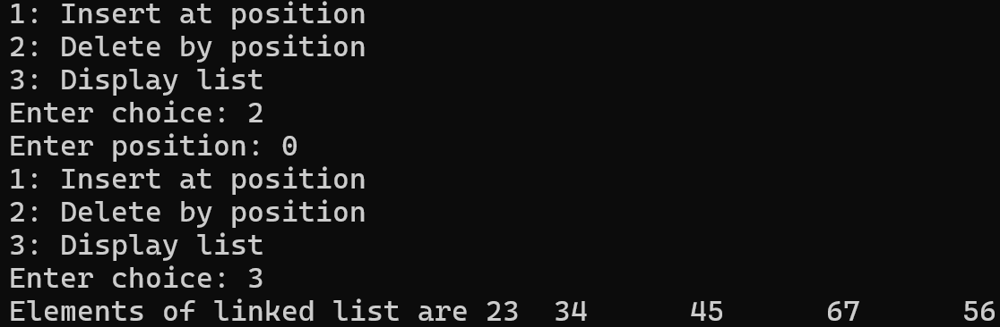 1: Insert at position
2: Delete by position
3: Display list
Enter choice: 2
Enter position: 0
1: Insert at position
2: Delete by position
3: Display list
Enter choice: 3
Elements of linked list are 23  34      45      67      56